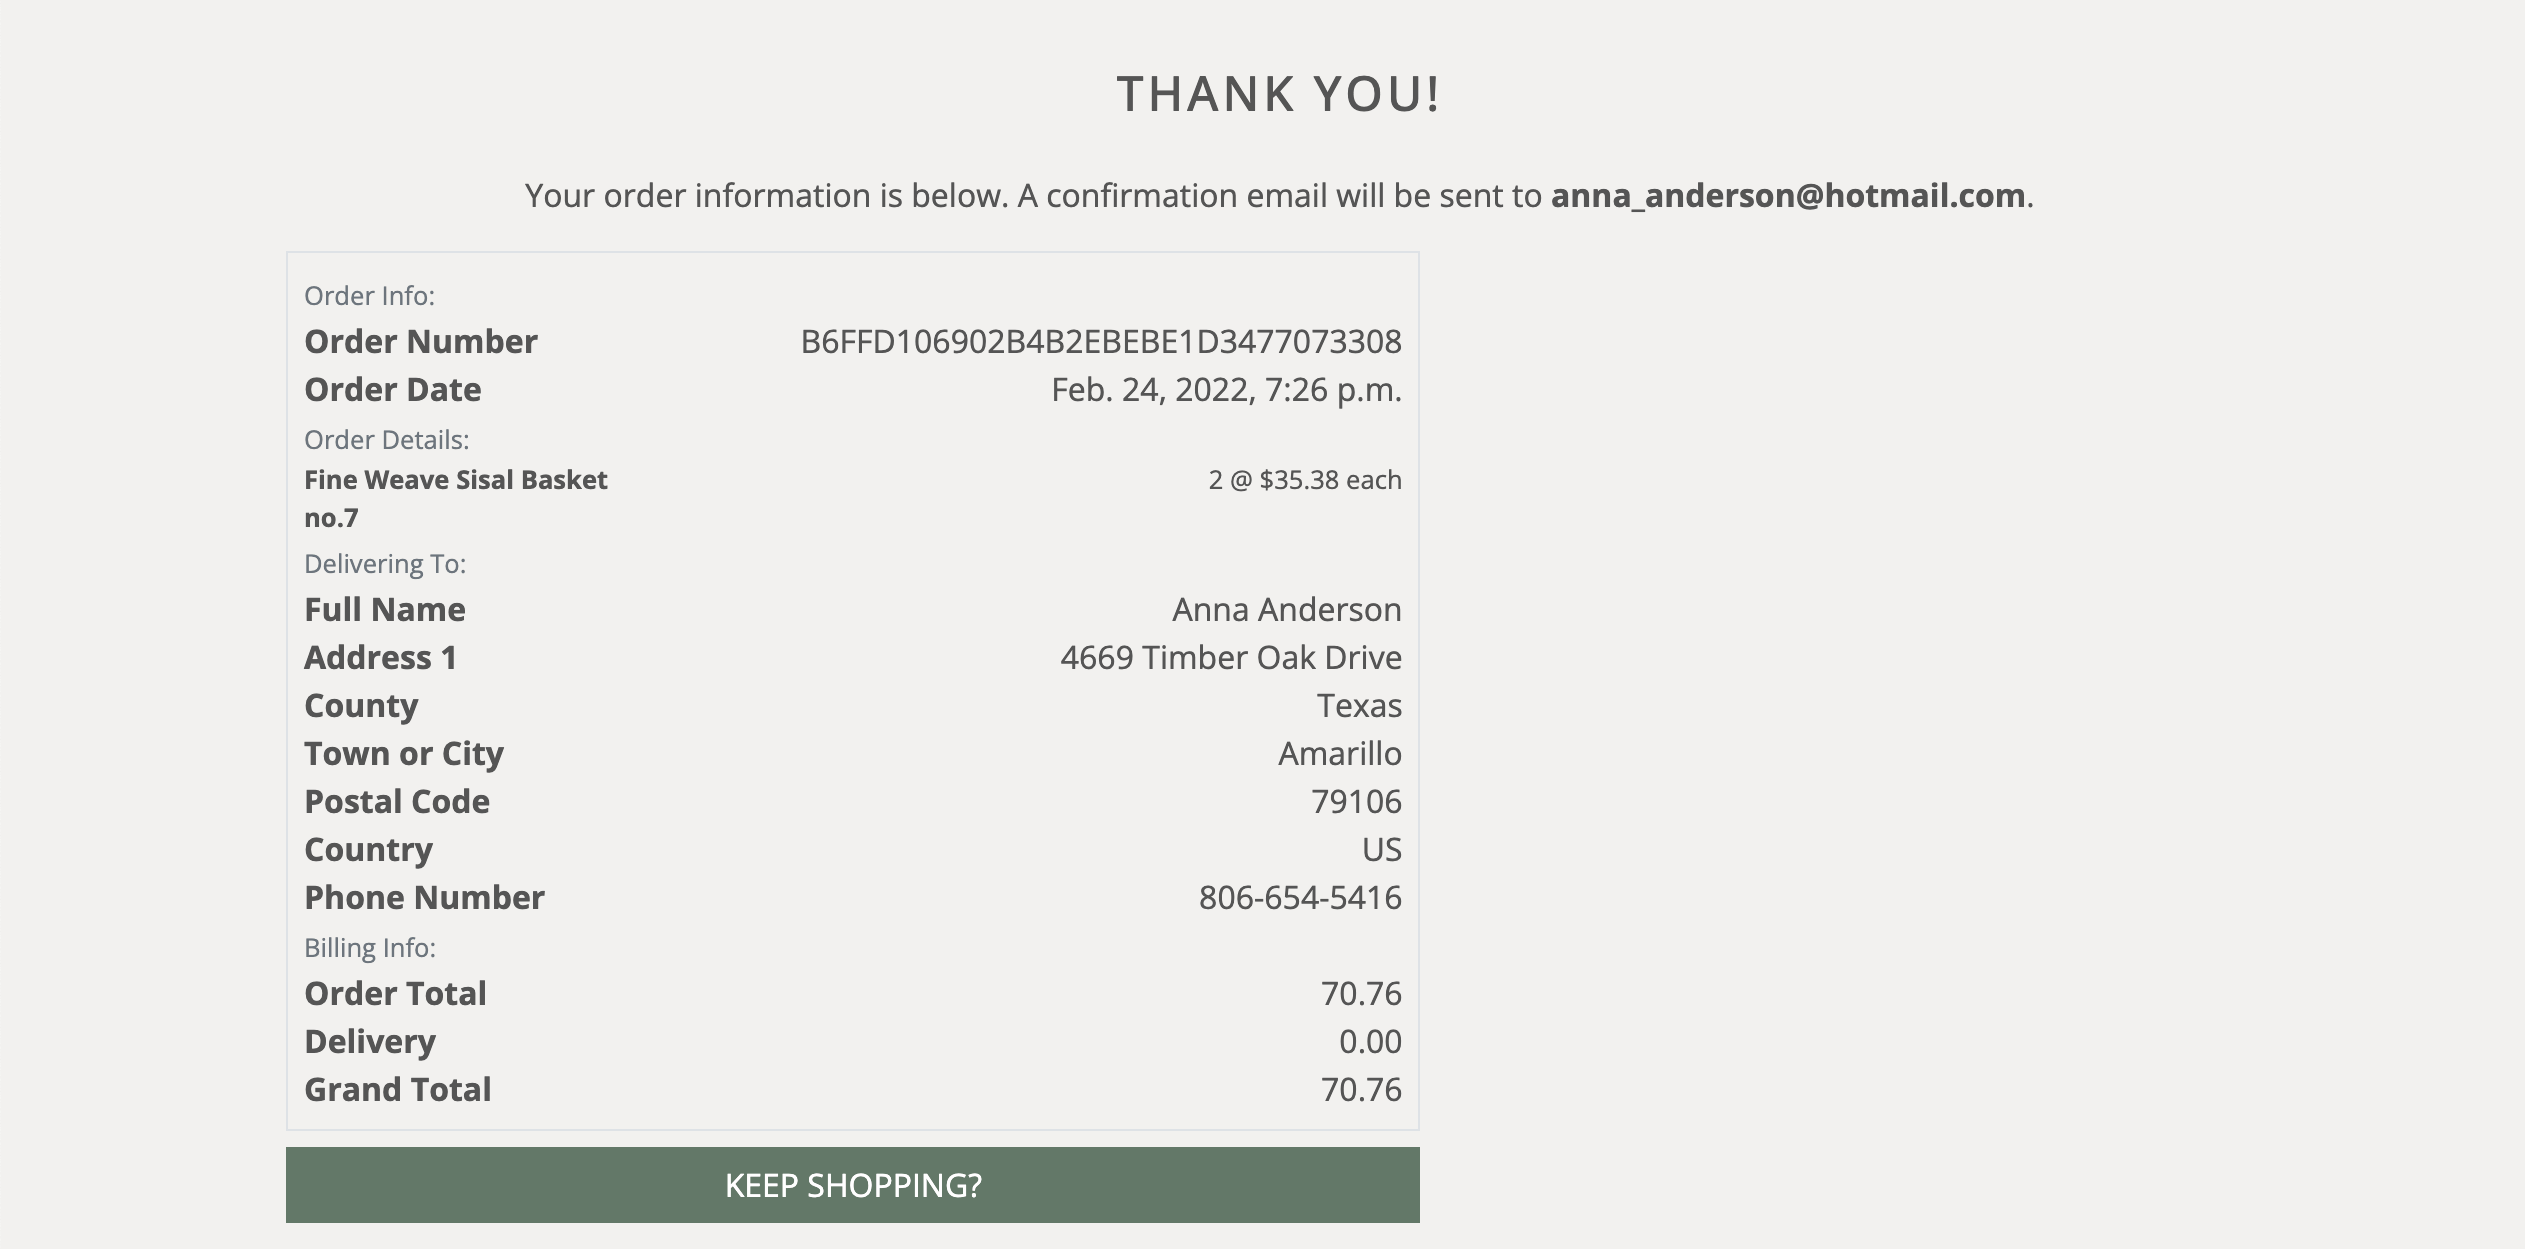 THANK YOU!
Your order information is below. A confirmation email will be sent to anna_anderson@hotmail.com.
Order Info:
Order Number B6FFD106902B4B2EBEBE1D3477073308
Order Date Feb. 24, 2022, 7:26 p.m.
Order Details:
Fine Weave Sisal Basket 2 @ $35.38 each
no.7
Delivering To:
Full Name Anna Anderson
Address 1 4669 Timber Oak Drive
County Texas
Town or City Amarillo
Postal Code 79106
Country US
Phone Number 806-654-5416
Billing Info:
Order Total 70.76
Delivery 0.00
Grand Total 70.76
KEEP SHOPPING?